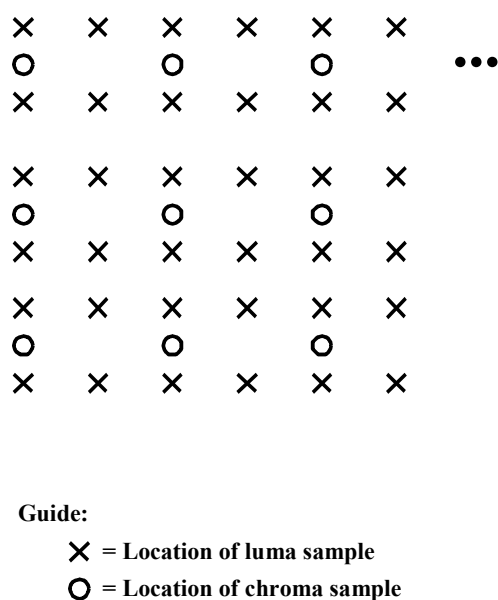 Guide:
= Location of luma sample
= Location of chroma sample